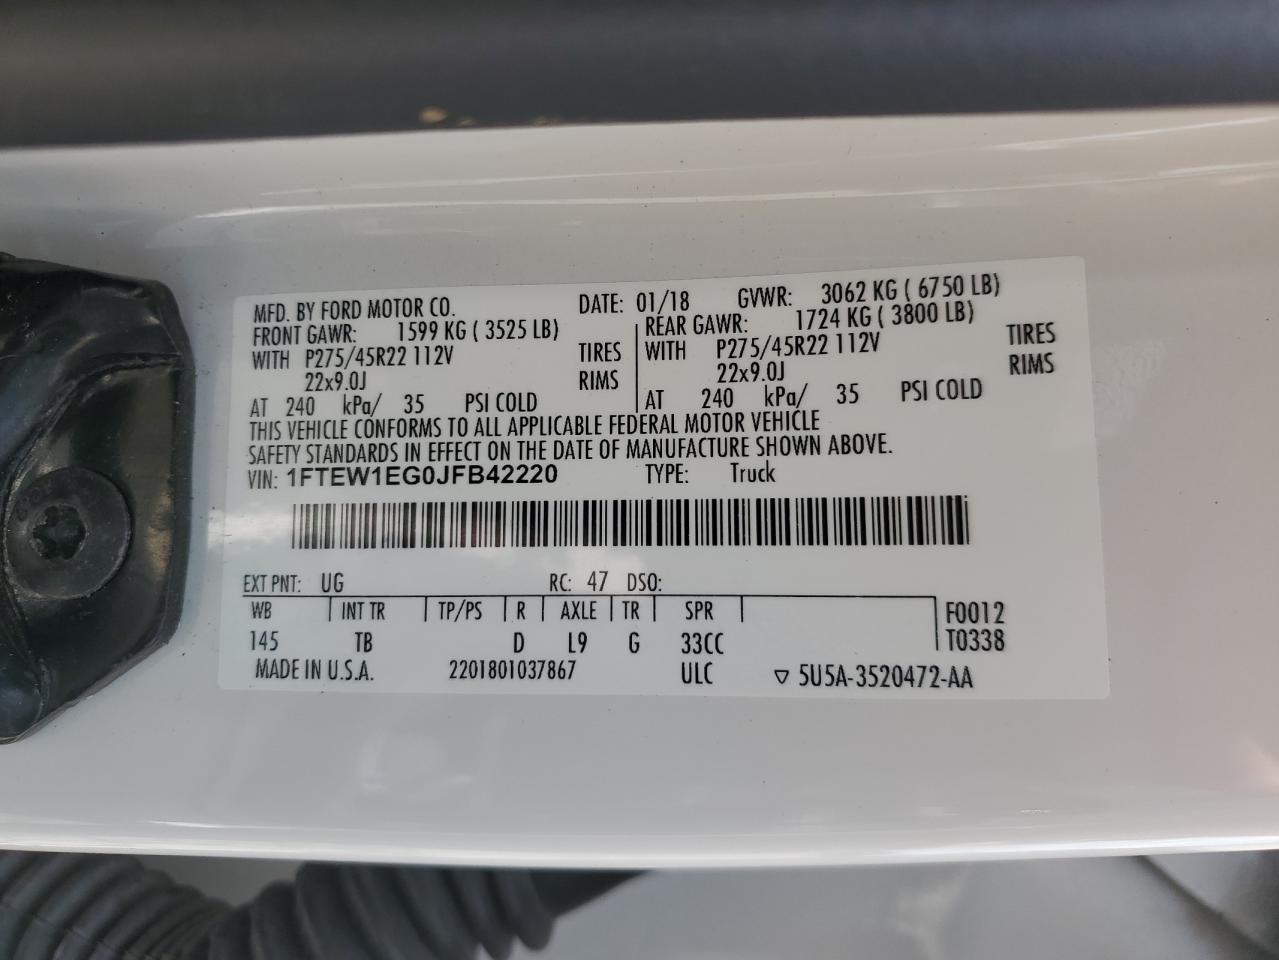 MFD. BY FORD MOTOR CO. DATE: 01/18 GVWR: 3062 KG ( 6750 LB)
FRONT GAWR: 1599 KG ( 3525 LB) REAR GAWR: 1724 KG ( 3800 LB)
WITH P275/45R22 112V TIRES WITH P275/45R22 112V TIRES
22x9.0J RIMS 22x9.0J RIMS
AT 240 kPa/ 35 PSI COLD AT 240 kPa/ 35 PSI COLD
THIS VEHICLE CONFORMS TO ALL APPLICABLE FEDERAL MOTOR VEHICLE
SAFETY STANDARDS IN EFFECT ON THE DATE OF MANUFACTURE SHOWN ABOVE.
VIN: 1FTEW1EG0JFB42220 TYPE: Truck
EXT PNT: UG RC: 47 DSO:
WB INT TR TP/PS R AXLE TR SPR F0012
145 TB D L9 G 33CC T0338
MADE IN U.S.A. 2201801037867 ULC ▽ 5U5A-3520472-AA